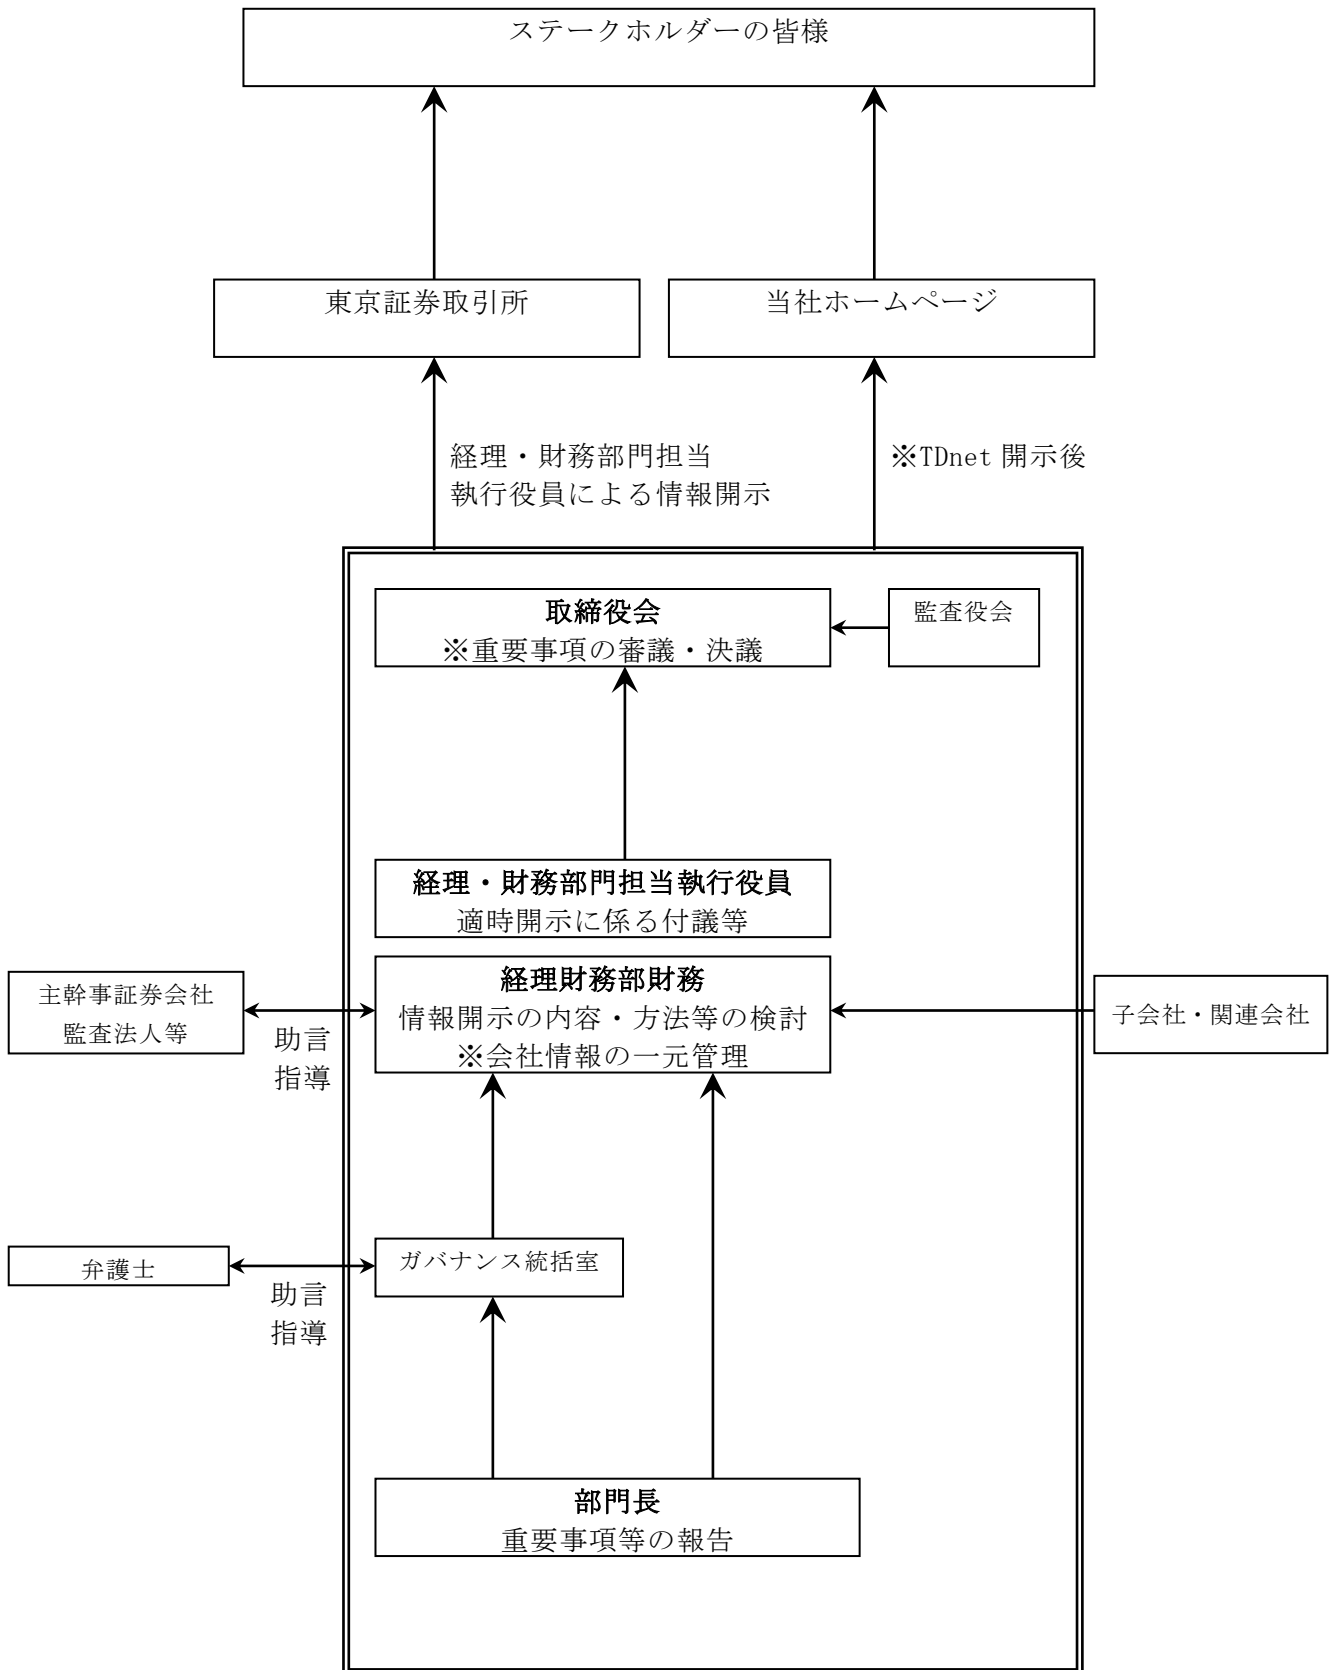 ステークホルダーの皆様
東京証券取引所
当社ホームページ
経理・財務部門担当
執行役員による情報開示
※TDnet 開示後
取締役会
※重要事項の審議・決議
監査役会
経理・財務部門担当執行役員
適時開示に係る付議等
主幹事証券会社
監査法人等
助言
指導
経理財務部財務
情報開示の内容・方法等の検討
※会社情報の一元管理
子会社・関連会社
弁護士
助言
指導
ガバナンス統括室
部門長
重要事項等の報告